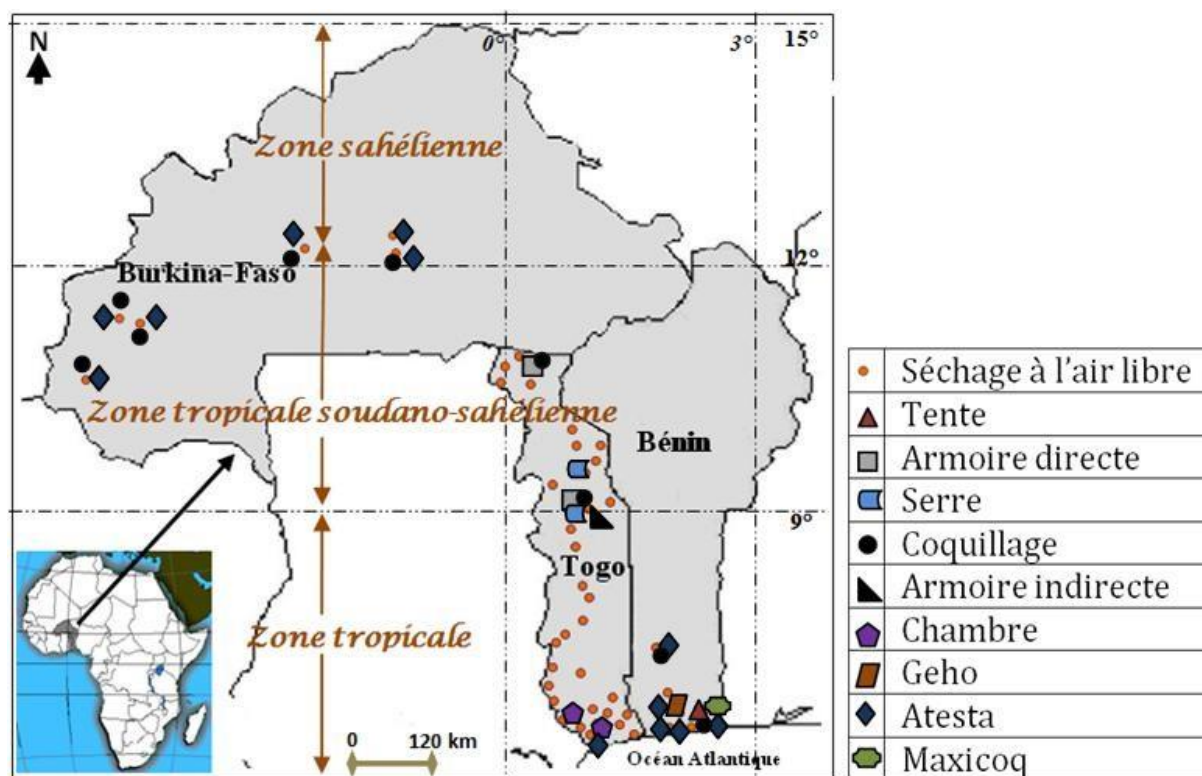 N
0°
3°
15°
Zone sahélienne
12°
Burkina-Faso
Zone tropicale soudano-sahélienne
Bénin
9°
Togo
Zone tropicale
0 120 km
Océan Atlantique
Séchage à l'air libre
Tente
Armoire directe
Serre
Coquillage
Armoire indirecte
Chambre
Geho
Atesta
Maxicoq